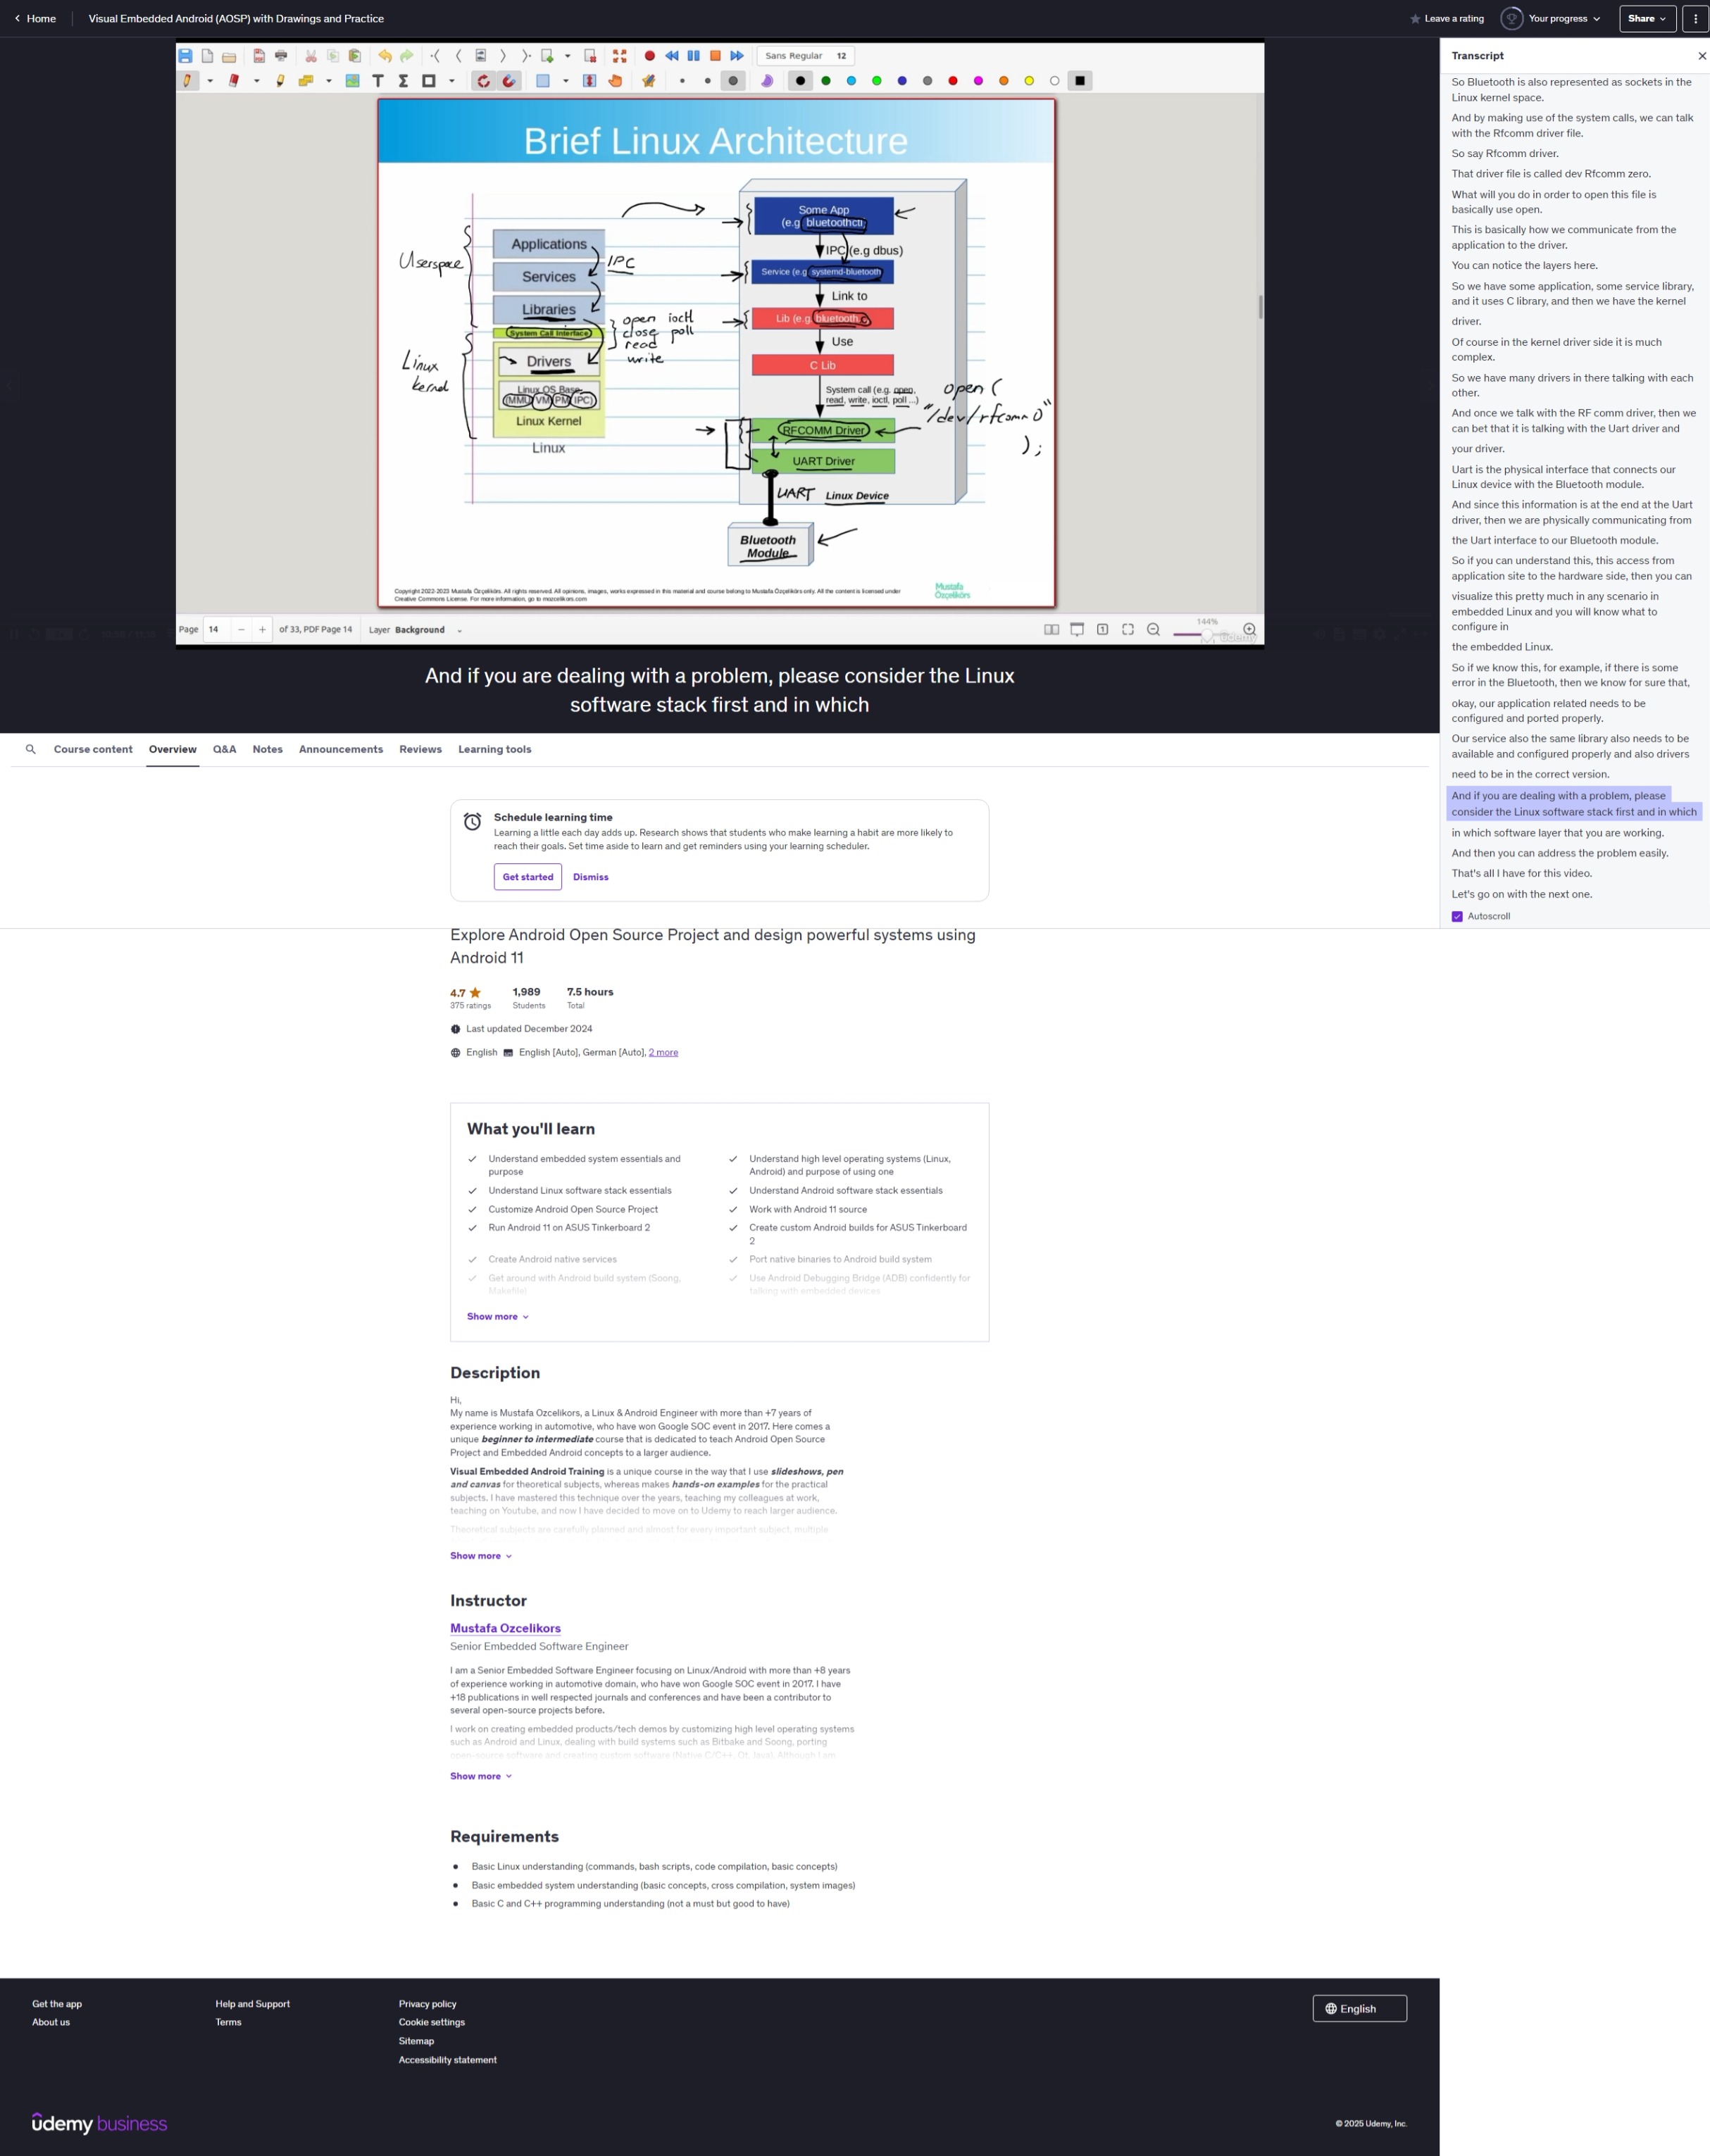 Home
Visual Embedded Android (AOSP) with Drawings and Practice
Leave a rating
Your progress
Share
Sans Regular 12
Brief Linux Architecture
Userspace
Applications
Services
Libraries
IPC
System Call Interface
open ioctl
close poll
read
write
Linux
kernel
Drivers
Linux OS Base
(MMU, VM, PM, IPC)
Linux Kernel
Linux
Some App
(e.g. bluetoothctl)
IPC (e.g dbus)
Service (e.g systemd-bluetooth
Link to
Lib (e.g. bluetooth
Use
C Lib
System call (e.g. open,
read, write, ioctl, poll ...)
open (
"/dev/rfcomm0"
);
RFCOMM Driver
UART Driver
UART
Linux Device
Bluetooth
Module
Copyright 2022-2023 Mustafa Özçelikörs. All rights reserved. All opinions, images, works expressed in this material and course belong to Mustafa Özçelikörs only. All the content is licensed under
Creative Commons License. For more information, go to mozcelikors.com
Mustafa
Özçelikörs
Page 14 − + of 33, PDF Page 14 Layer Background
144%
udemy
And if you are dealing with a problem, please consider the Linux
software stack first and in which
Transcript
So Bluetooth is also represented as sockets in the
Linux kernel space.
And by making use of the system calls, we can talk
with the Rfcomm driver file.
So say Rfcomm driver.
That driver file is called dev Rfcomm zero.
What will you do in order to open this file is
basically use open.
This is basically how we communicate from the
application to the driver.
You can notice the layers here.
So we have some application, some service library,
and it uses C library, and then we have the kernel
driver.
Of course in the kernel driver side it is much
complex.
So we have many drivers in there talking with each
other.
And once we talk with the RF comm driver, then we
can bet that it is talking with the Uart driver and
your driver.
Uart is the physical interface that connects our
Linux device with the Bluetooth module.
And since this information is at the end at the Uart
driver, then we are physically communicating from
the Uart interface to our Bluetooth module.
So if you can understand this, this access from
application site to the hardware side, then you can
visualize this pretty much in any scenario in
embedded Linux and you will know what to
configure in
the embedded Linux.
So if we know this, for example, if there is some
error in the Bluetooth, then we know for sure that,
okay, our application related needs to be
configured and ported properly.
Our service also the same library also needs to be
available and configured properly and also drivers
need to be in the correct version.
And if you are dealing with a problem, please
consider the Linux software stack first and in which
in which software layer that you are working.
And then you can address the problem easily.
That's all I have for this video.
Let's go on with the next one.
Autoscroll
Course content Overview Q&A Notes Announcements Reviews Learning tools
Schedule learning time
Learning a little each day adds up. Research shows that students who make learning a habit are more likely to
reach their goals. Set time aside to learn and get reminders using your learning scheduler.
Get started Dismiss
Explore Android Open Source Project and design powerful systems using
Android 11
4.7 1,989 7.5 hours
375 ratings Students Total
Last updated December 2024
English English [Auto], German [Auto], 2 more
What you'll learn
Understand embedded system essentials and
purpose
Understand high level operating systems (Linux,
Android) and purpose of using one
Understand Linux software stack essentials
Understand Android software stack essentials
Customize Android Open Source Project
Work with Android 11 source
Run Android 11 on ASUS Tinkerboard 2
Create custom Android builds for ASUS Tinkerboard
2
Create Android native services
Port native binaries to Android build system
Get around with Android build system (Soong,
Makefile)
Use Android Debugging Bridge (ADB) confidently for
talking with embedded devices
Show more
Description
Hi,
My name is Mustafa Ozcelikors, a Linux & Android Engineer with more than +7 years of
experience working in automotive, who have won Google SOC event in 2017. Here comes a
unique beginner to intermediate course that is dedicated to teach Android Open Source
Project and Embedded Android concepts to a larger audience.
Visual Embedded Android Training is a unique course in the way that I use slideshows, pen
and canvas for theoretical subjects, whereas makes hands-on examples for the practical
subjects. I have mastered this technique over the years, teaching my colleagues at work,
teaching on Youtube, and now I have decided to move on to Udemy to reach larger audience.
Theoretical subjects are carefully planned and almost for every important subject, multiple
Show more
Instructor
Mustafa Ozcelikors
Senior Embedded Software Engineer
I am a Senior Embedded Software Engineer focusing on Linux/Android with more than +8 years
of experience working in automotive domain, who have won Google SOC event in 2017. I have
+18 publications in well respected journals and conferences and have been a contributor to
several open-source projects before.
I work on creating embedded products/tech demos by customizing high level operating systems
such as Android and Linux, dealing with build systems such as Bitbake and Soong, porting
open-source software and creating custom software (Native C/C++, Qt, Java). Although I am
Show more
Requirements
Basic Linux understanding (commands, bash scripts, code compilation, basic concepts)
Basic embedded system understanding (basic concepts, cross compilation, system images)
Basic C and C++ programming understanding (not a must but good to have)
Get the app
About us
Help and Support
Terms
Privacy policy
Cookie settings
Sitemap
Accessibility statement
English
ûdemy business
© 2025 Udemy, Inc.